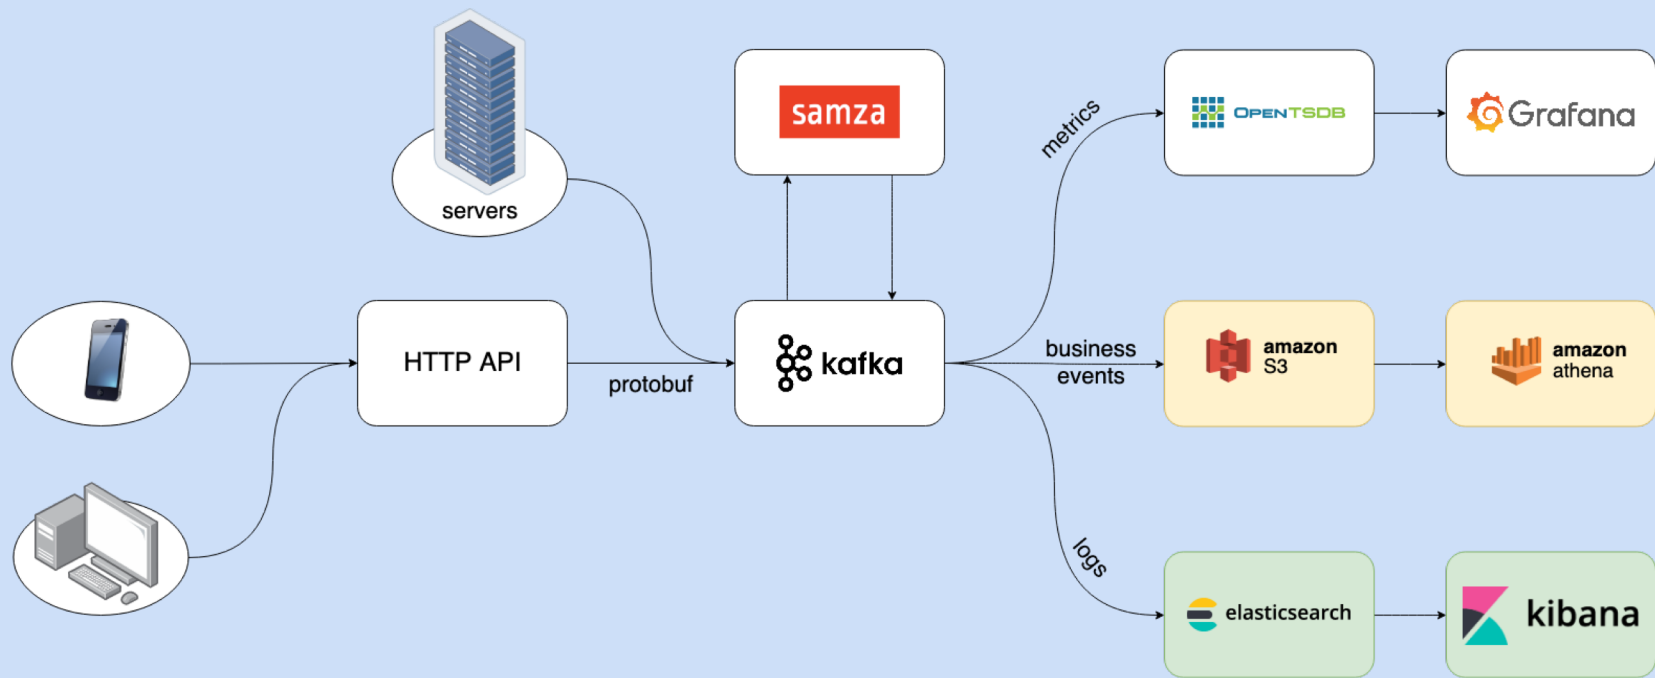 servers
samza
metrics
OPENTSDB
Grafana
HTTP API
protobuf
kafka
business
events
amazon
S3
amazon
athena
logs
elasticsearch
kibana